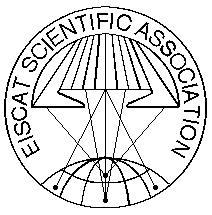 EISCAT SCIENTIFIC ASSOCIATION